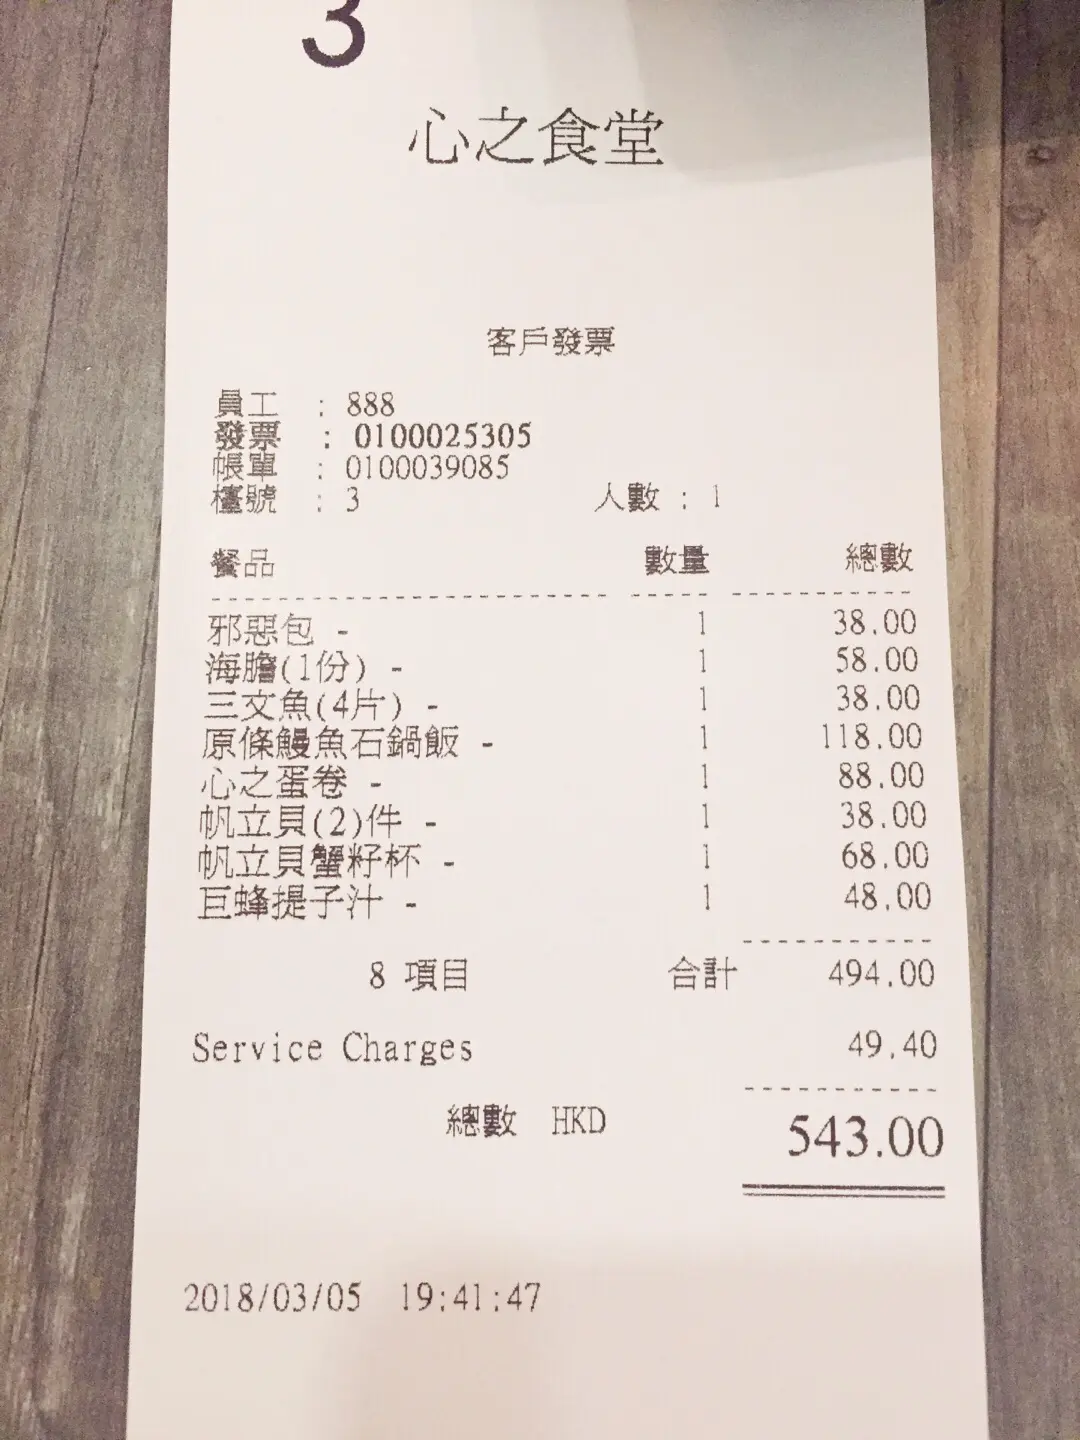 3
心之食堂
客戶發票
員工 : 888
發票 : 0100025305
帳單 : 0100039085
檯號 : 3 人數 : 1
餐品 數量 總數
邪惡包 - 1 38.00
海膽(1份) - 1 58.00
三文魚(4片) - 1 38.00
原條鰻魚石鍋飯 - 1 118.00
心之蛋卷 - 1 88.00
帆立貝(2)件 - 1 38.00
帆立貝蟹籽杯 - 1 68.00
巨蜂提子汁 - 1 48.00
8 項目 合計 494.00
Service Charges 49.40
總數 HKD 543.00
2018/03/05 19:41:47